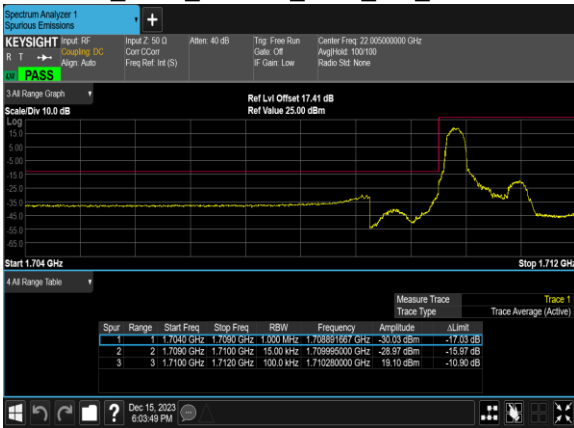 Spectrum Analyzer 1
Spurious Emissions
+
KEYSIGHT Input: RF Input Z: 50 Ω Atten: 40 dB Trig: Free Run Center Freq: 22.005000000 GHz
R T Coupling: DC Corr CCorr Gate: Off Avg|Hold: 100/100
Align: Auto Freq Ref: Int (S) IF Gain: Low Radio Std: None
PASS
3 All Range Graph
Ref Lvl Offset 17.41 dB
Scale/Div 10.0 dB Ref Value 25.00 dBm
Log
15.0
5.00
-5.00
-15.0
-25.0
-35.0
-45.0
-55.0
-65.0
Start 1.704 GHz Stop 1.712 GHz
4 All Range Table
Measure Trace Trace 1
Trace Type Trace Average (Active)
Spur Range Start Freq Stop Freq RBW Frequency Amplitude ΔLimit
1 1 1.7040 GHz 1.7090 GHz 1.000 MHz 1.708891667 GHz -30.03 dBm -17.03 dB
2 2 1.7090 GHz 1.7100 GHz 15.00 kHz 1.709995000 GHz -28.97 dBm -15.97 dB
3 3 1.7100 GHz 1.7120 GHz 100.0 kHz 1.710280000 GHz 19.10 dBm -10.90 dB
? Dec 15, 2023
6:03:49 PM